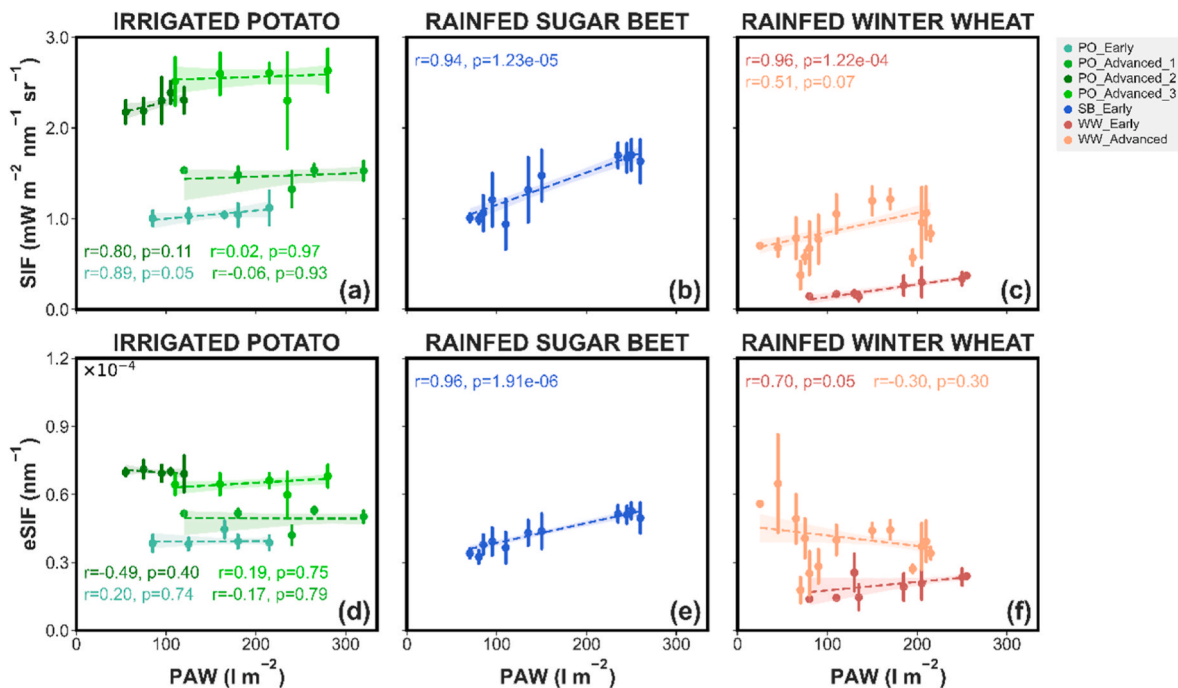 IRRIGATED POTATO
RAINFED SUGAR BEET
RAINFED WINTER WHEAT
SIF (mW m⁻² nm⁻¹ sr⁻¹)
3.0
2.0
1.0
0.0
r=0.80, p=0.11 r=0.02, p=0.97
r=0.89, p=0.05 r=-0.06, p=0.93
(a)
r=0.94, p=1.23e-05
(b)
r=0.96, p=1.22e-04
r=0.51, p=0.07
(c)
PO_Early
PO_Advanced_1
PO_Advanced_2
PO_Advanced_3
SB_Early
WW_Early
WW_Advanced
IRRIGATED POTATO
RAINFED SUGAR BEET
RAINFED WINTER WHEAT
eSIF (nm⁻¹)
1.2
0.9
0.6
0.3
0.0
×10⁻⁴
r=-0.49, p=0.40 r=0.19, p=0.75
r=0.20, p=0.74 r=-0.17, p=0.79
(d)
r=0.96, p=1.91e-06
(e)
r=0.70, p=0.05 r=-0.30, p=0.30
(f)
0 100 200 300
0 100 200 300
0 100 200 300
PAW (l m⁻²)
PAW (l m⁻²)
PAW (l m⁻²)